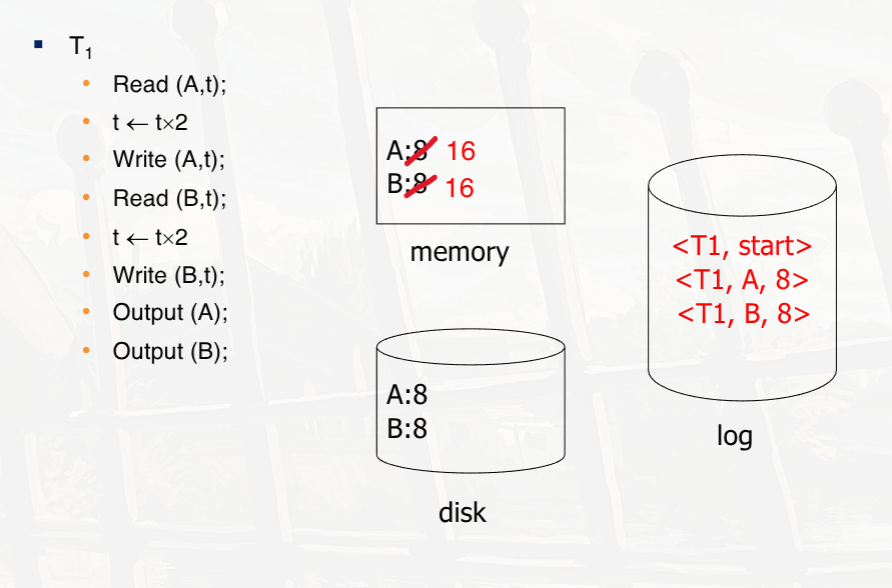 T₁
Read (A,t);
t ← t×2
Write (A,t);
Read (B,t);
t ← t×2
Write (B,t);
Output (A);
Output (B);
A:8 16
B:8 16
memory
A:8
B:8
disk
<T1, start>
<T1, A, 8>
<T1, B, 8>
log